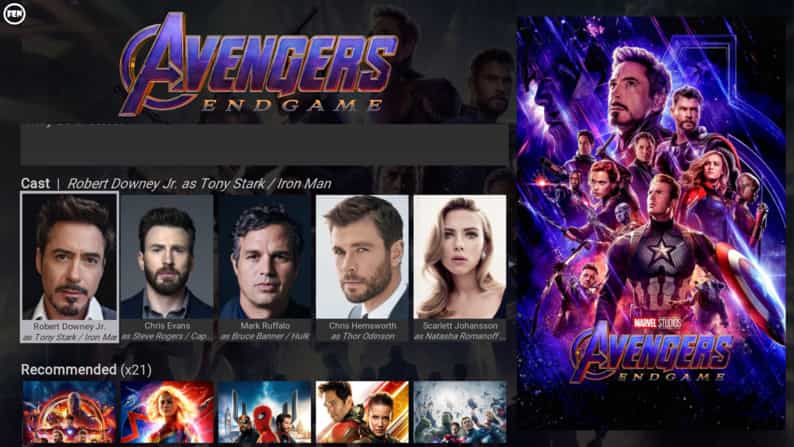 FEN
AVENGERS
ENDGAME
Cast | Robert Downey Jr. as Tony Stark / Iron Man
Robert Downey Jr.
as Tony Stark / Iron Man
Chris Evans
as Steve Rogers / Cap...
Mark Ruffalo
as Bruce Banner / Hulk
Chris Hemsworth
as Thor Odinson
Scarlett Johansson
as Natasha Romanoff...
Recommended (x21)
MARVEL STUDIOS
AVENGERS
ENDGAME